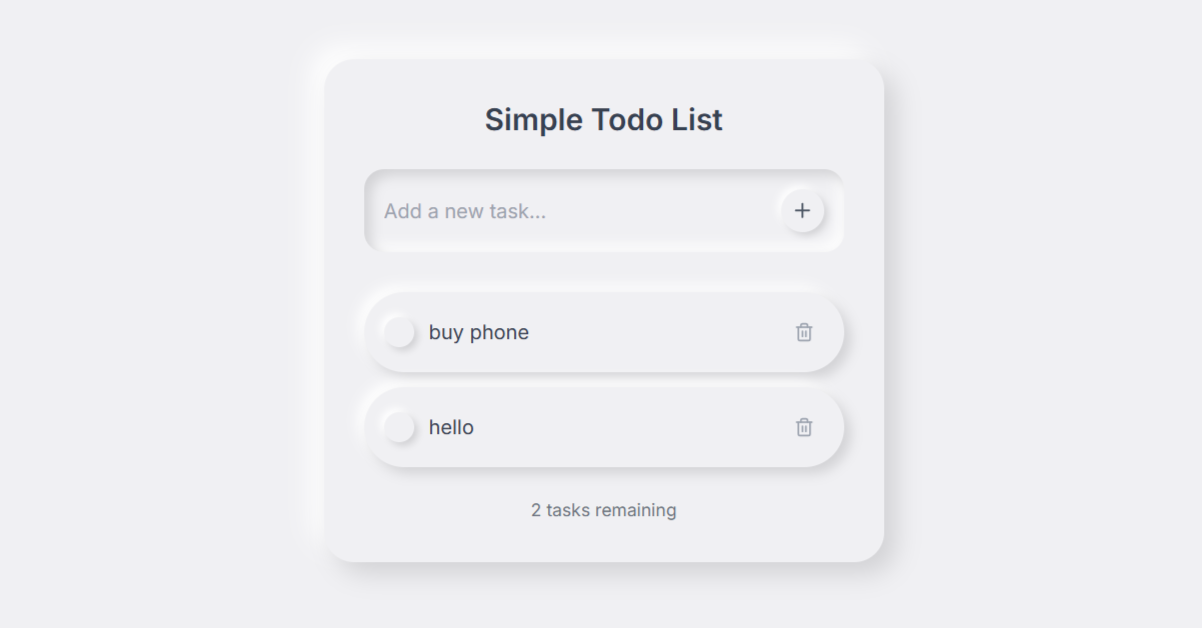 Simple Todo List
Add a new task...
buy phone
hello
2 tasks remaining